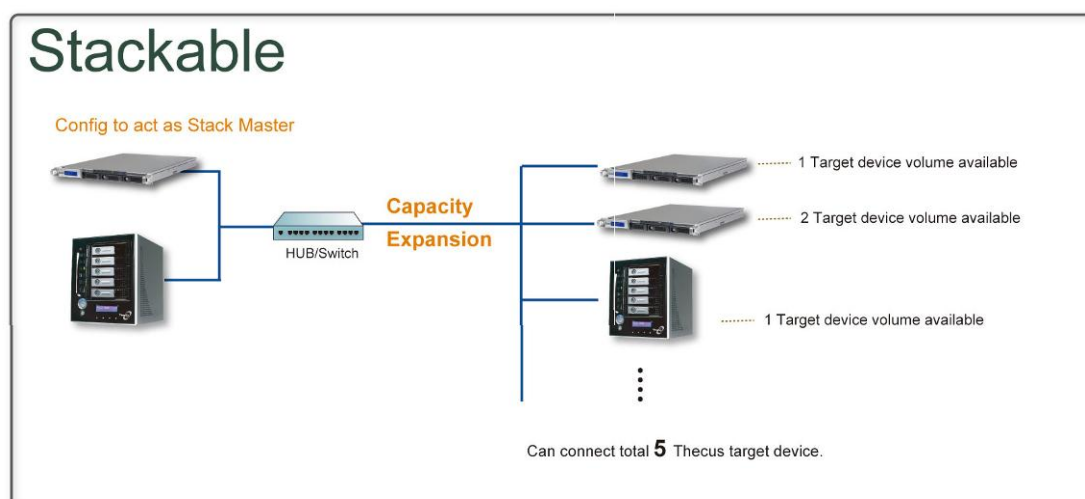 Stackable
Config to act as Stack Master
HUB/Switch
Capacity
Expansion
1 Target device volume available
2 Target device volume available
1 Target device volume available
Can connect total 5 Thecus target device.